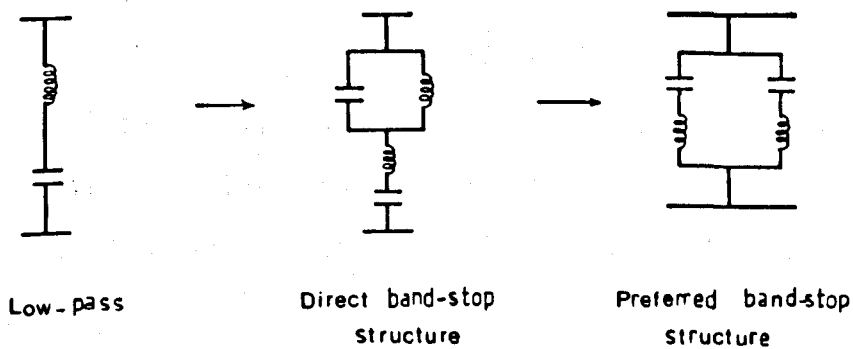 Low-pass
Direct band-stop
structure
Preferred band-stop
structure